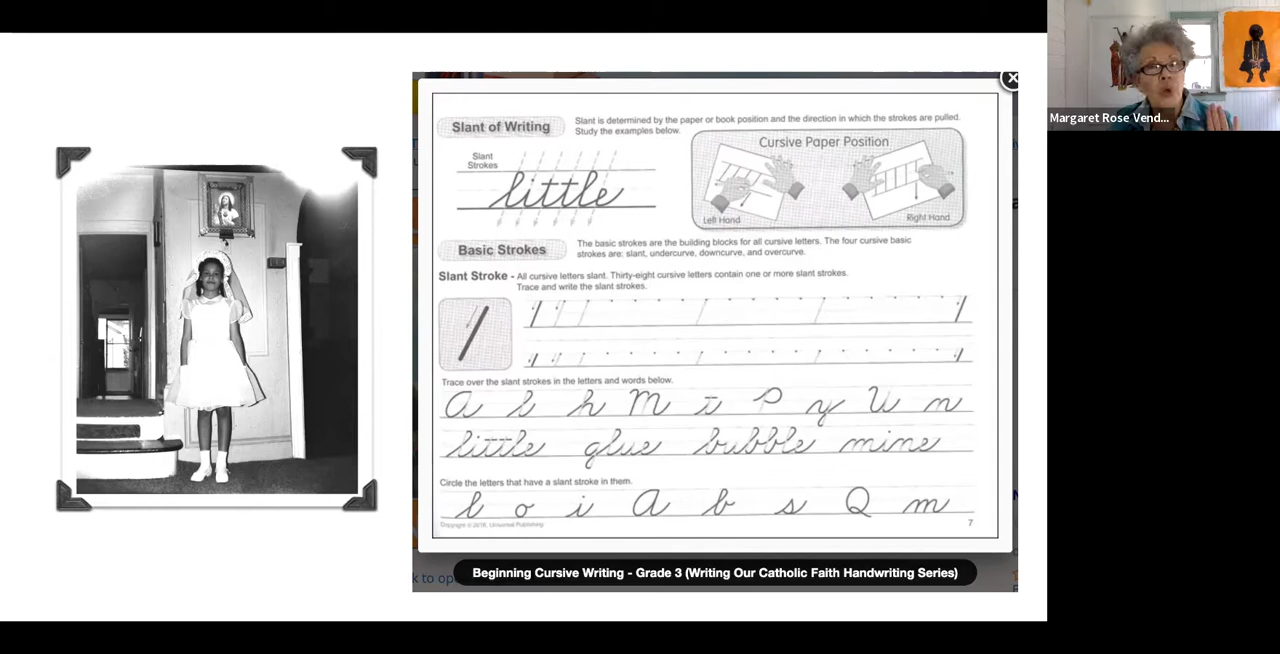 Slant of Writing
Slant is determined by the paper or book position and the direction in which the strokes are pulled.
Study the examples below.
Slant
Strokes
little
Cursive Paper Position
Left Hand
Right Hand
Basic Strokes
The basic strokes are the building blocks for all cursive letters. The four cursive basic
strokes are: slant, undercurve, downcurve, and overcurve.
Slant Stroke - All cursive letters slant. Thirty-eight cursive letters contain one or more slant strokes.
Trace and write the slant strokes.
Trace over the slant strokes in the letters and words below.
A l h M i P y U n
little glue bubble mine
Circle the letters that have a slant stroke in them.
l o i A b s Q m
Copyright © 2016, Universal Publishing
7
k to op
Beginning Cursive Writing - Grade 3 (Writing Our Catholic Faith Handwriting Series)
Margaret Rose Vend...